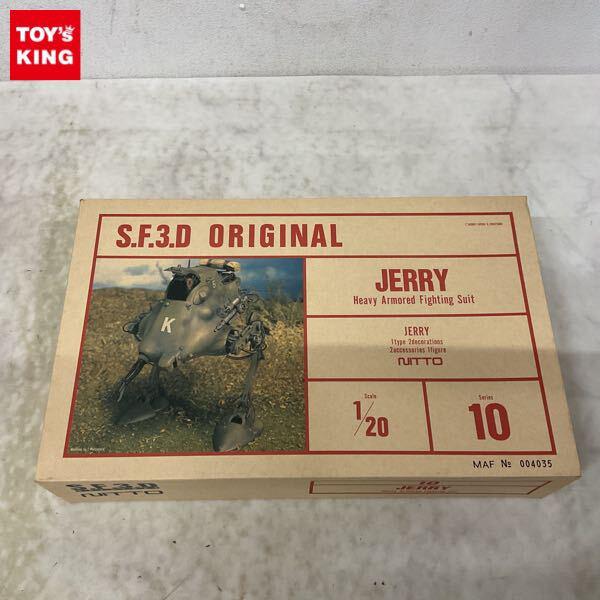 TOY's
KING
S.F.3.D ORIGINAL
JERRY
Heavy Armored Fighting Suit
JERRY
1type 2decorations
2accessories 1figure
NITTO
Scale
1/20
Series
10
K
MAF No 004035
S.F.3.D
NITTO
10
JERRY